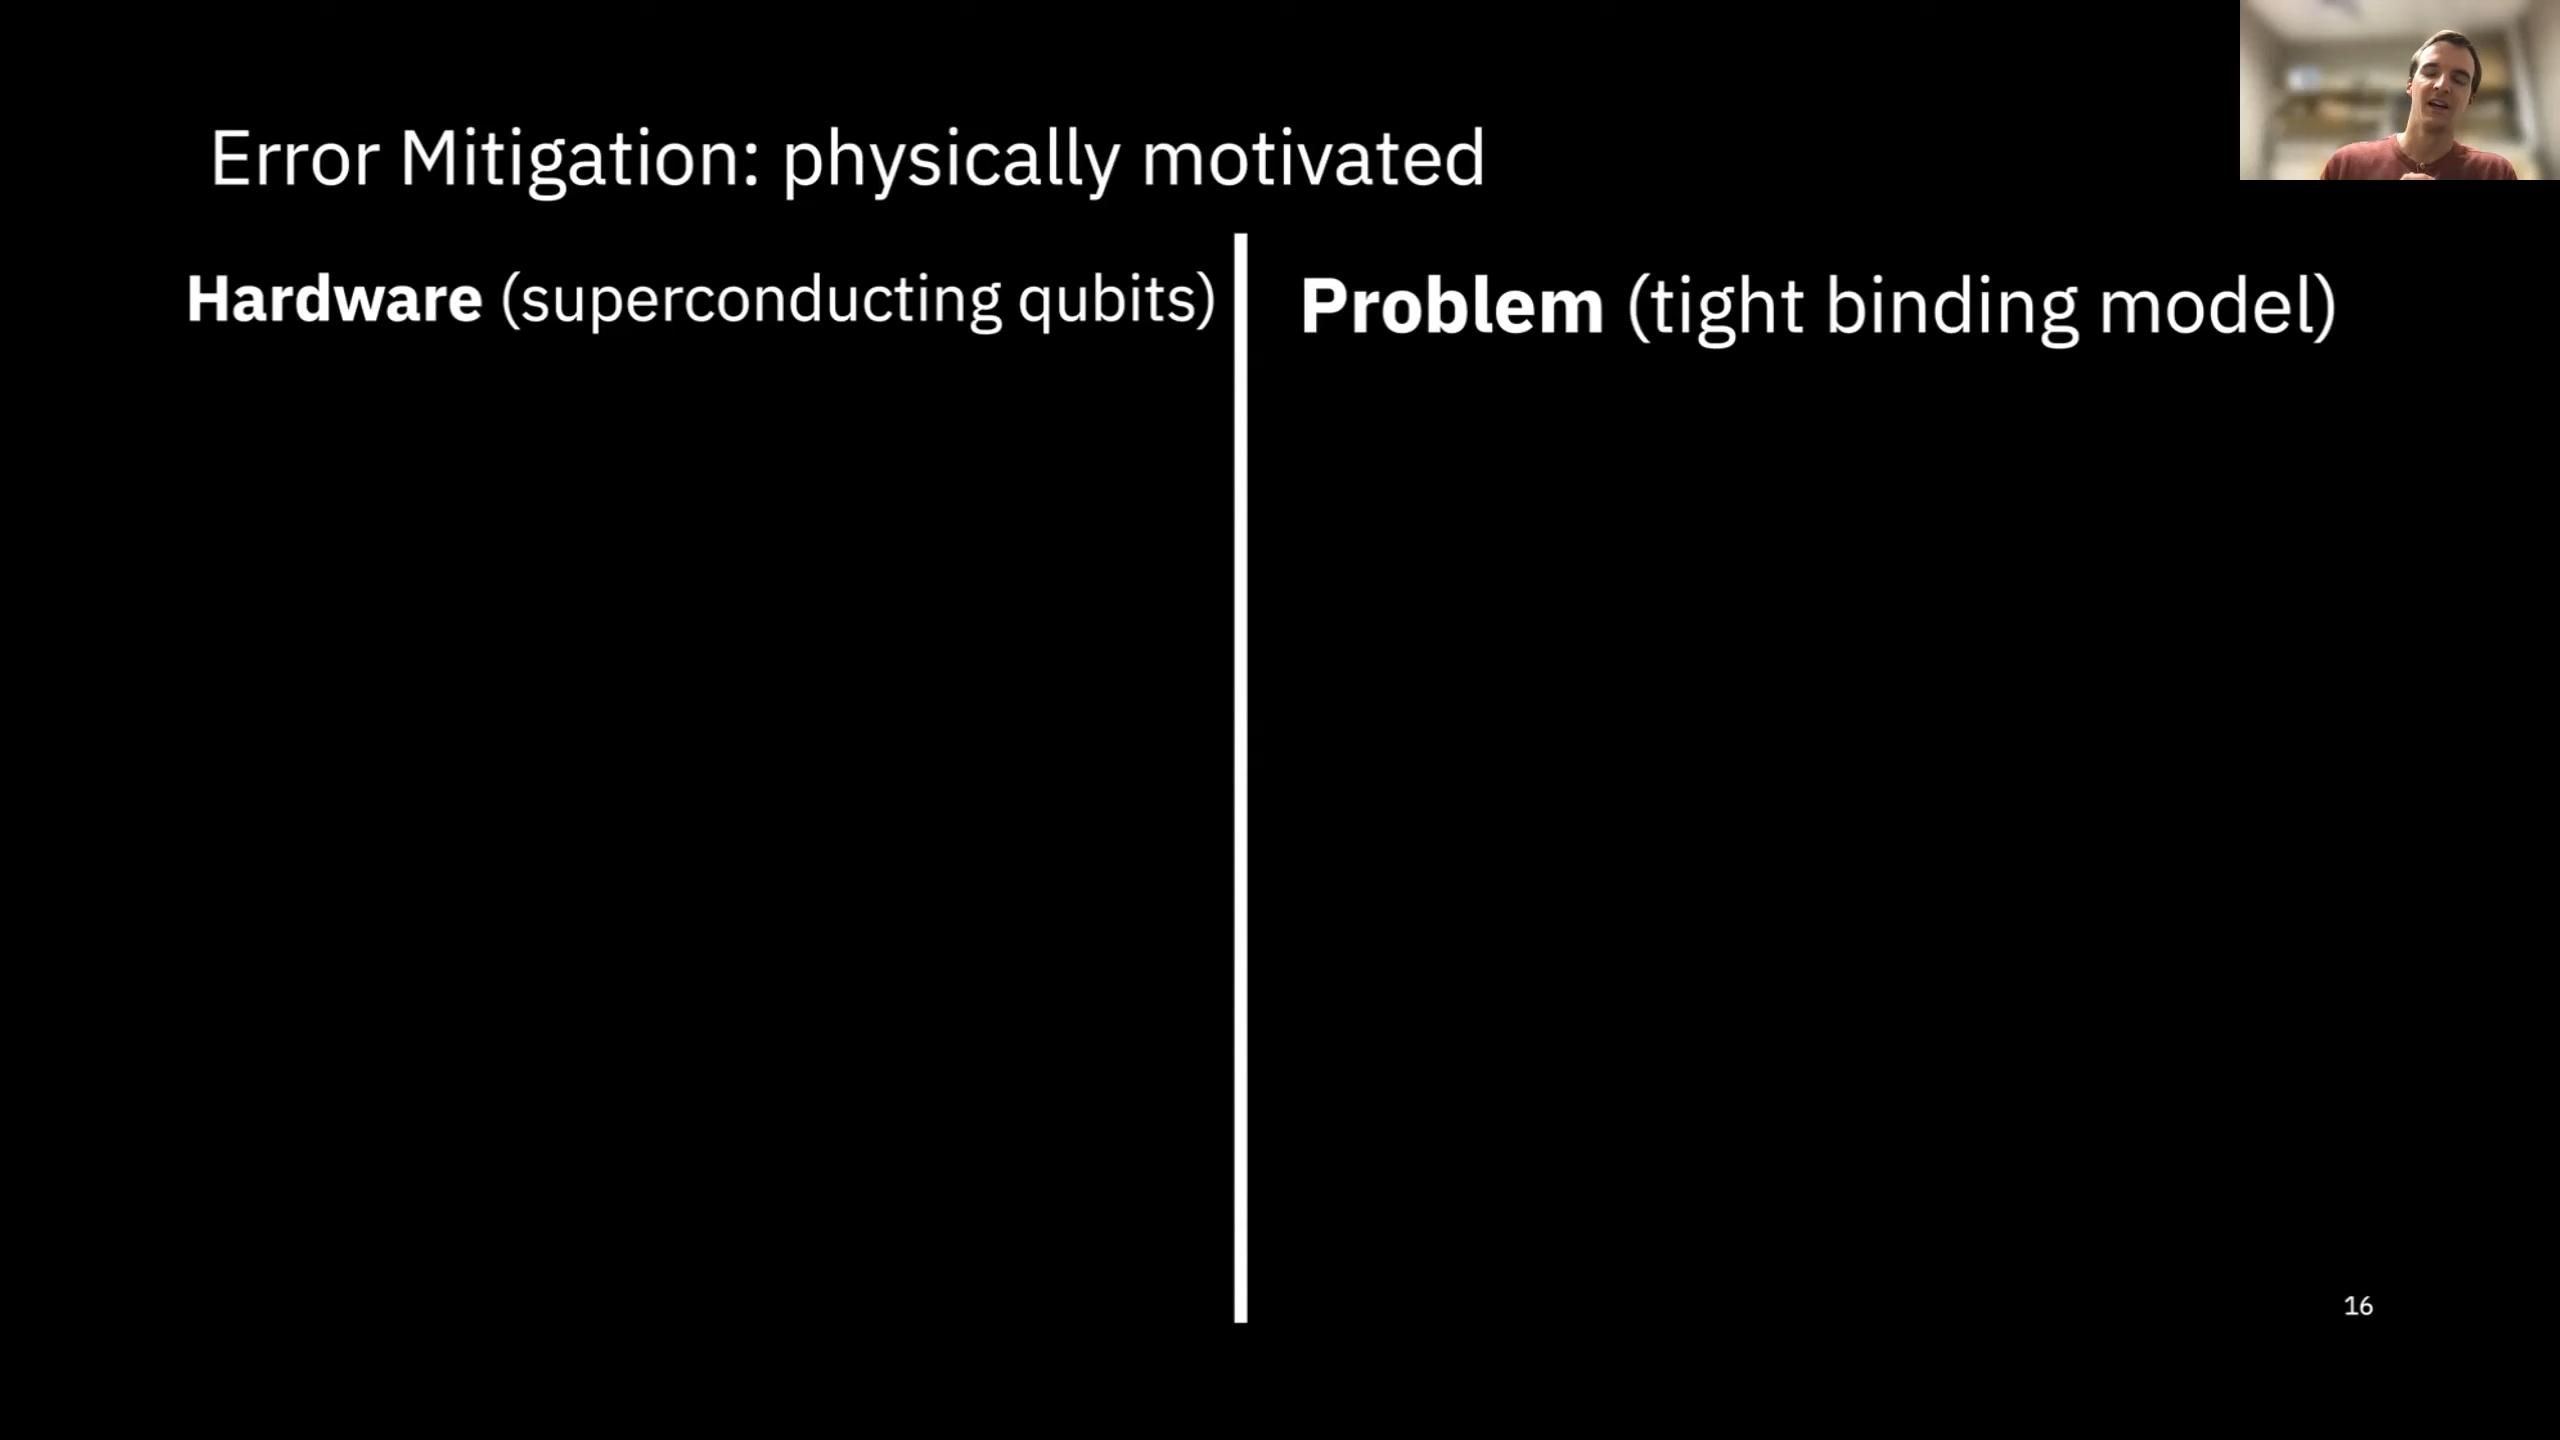 Error Mitigation: physically motivated
Hardware (superconducting qubits)
Problem (tight binding model)
16